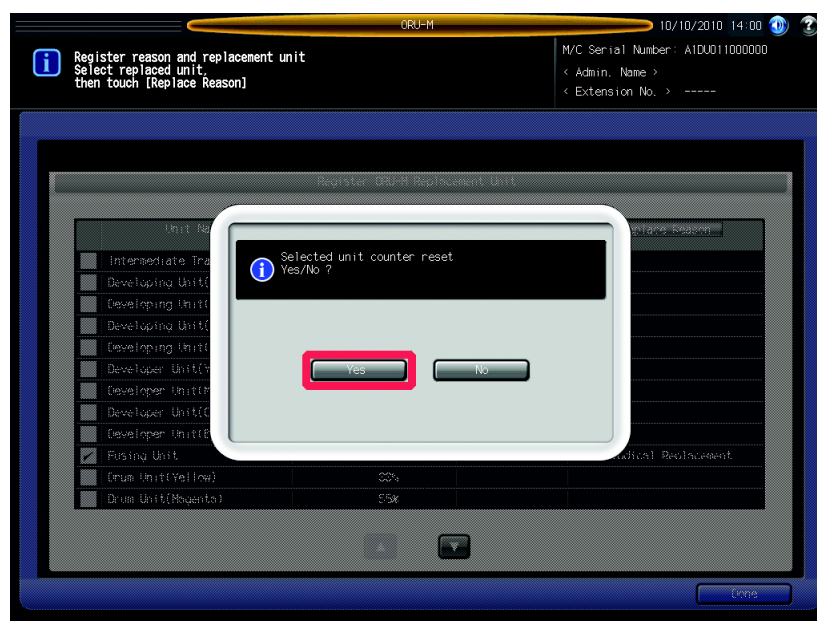 ORU-M
10/10/2010 14:00
Register reason and replacement unit
Select replaced unit,
then touch [Replace Reason]
M/C Serial Number: A1DU011000000
< Admin. Name >
< Extension No. > -----
Register ORU-M Replacement Unit
Unit Na
place Reason
Selected unit counter reset
Yes/No ?
Yes
No
Intermediate Tra
Developing Unit(
Developing Unit(
Developing Unit(
Developing Unit(
Developer Unit(Y
Developer Unit(M
Developer Unit(C
Developer Unit(B
Fusing Unit
odical Replacement
Drum Unit(Yellow)
Drum Unit(Magenta)
55%
Done